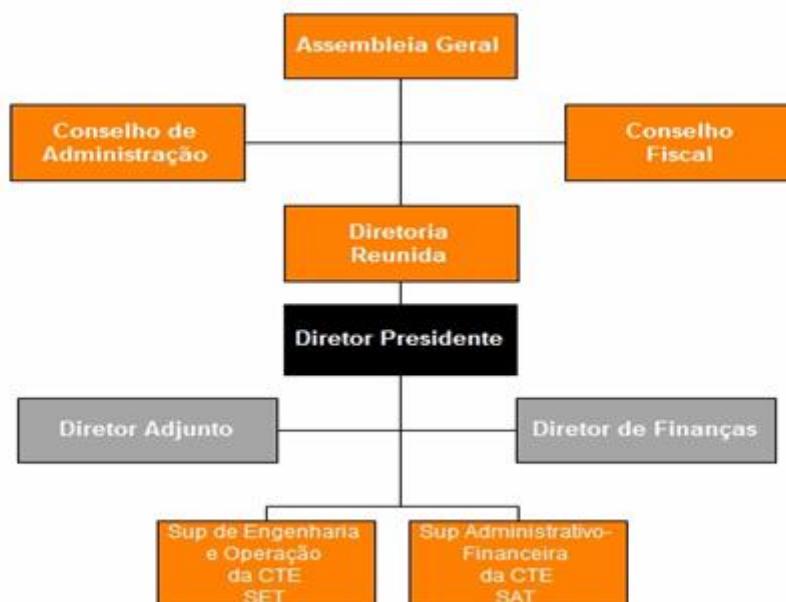 Assembleia Geral
Conselho de
Administração
Conselho
Fiscal
Diretoria
Reunida
Diretor Presidente
Diretor Adjunto
Diretor de Finanças
Sup de Engenharia
e Operação
da CTE
SET
Sup Administrativo-
Financeira
da CTE
SAT